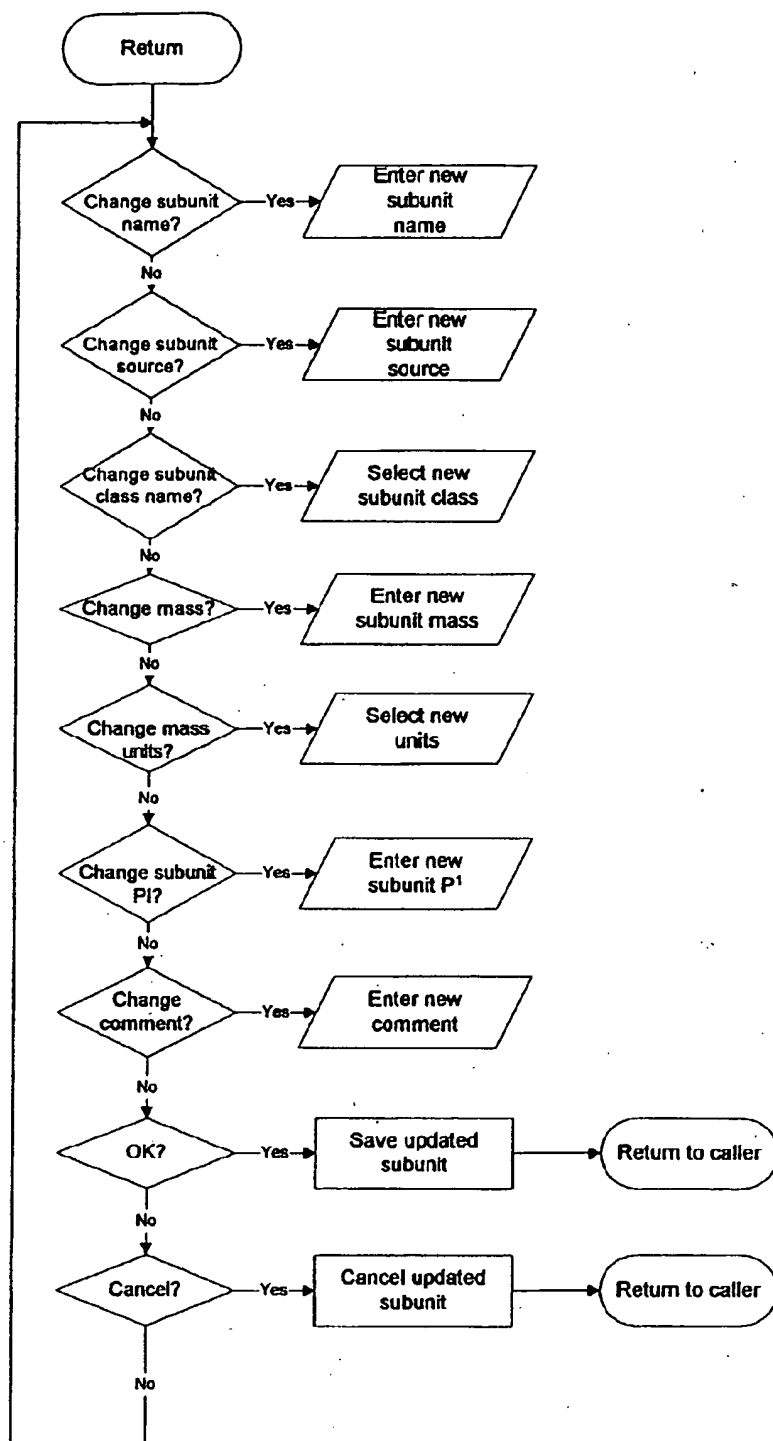 Return
Change subunit
name?
Yes
Enter new
subunit
name
No
Change subunit
source?
Yes
Enter new
subunit
source
No
Change subunit
class name?
Yes
Select new
subunit class
No
Change mass?
Yes
Enter new
subunit mass
No
Change mass
units?
Yes
Select new
units
No
Change subunit
PI?
Yes
Enter new
subunit P¹
No
Change
comment?
Yes
Enter new
comment
No
OK?
Yes
Save updated
subunit
Return to caller
No
Cancel?
Yes
Cancel updated
subunit
Return to caller
No